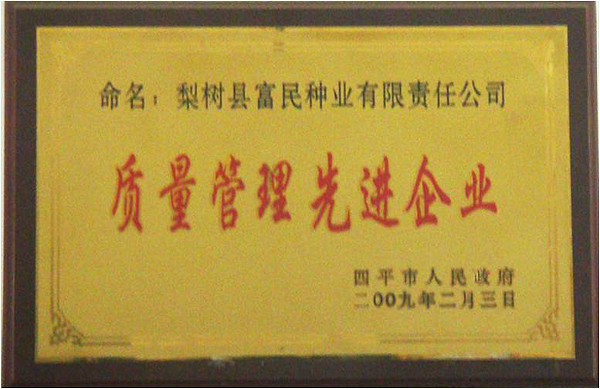 命名：梨树县富民种业有限责任公司
质量管理先进企业
四平市人民政府
二00九年二月三日